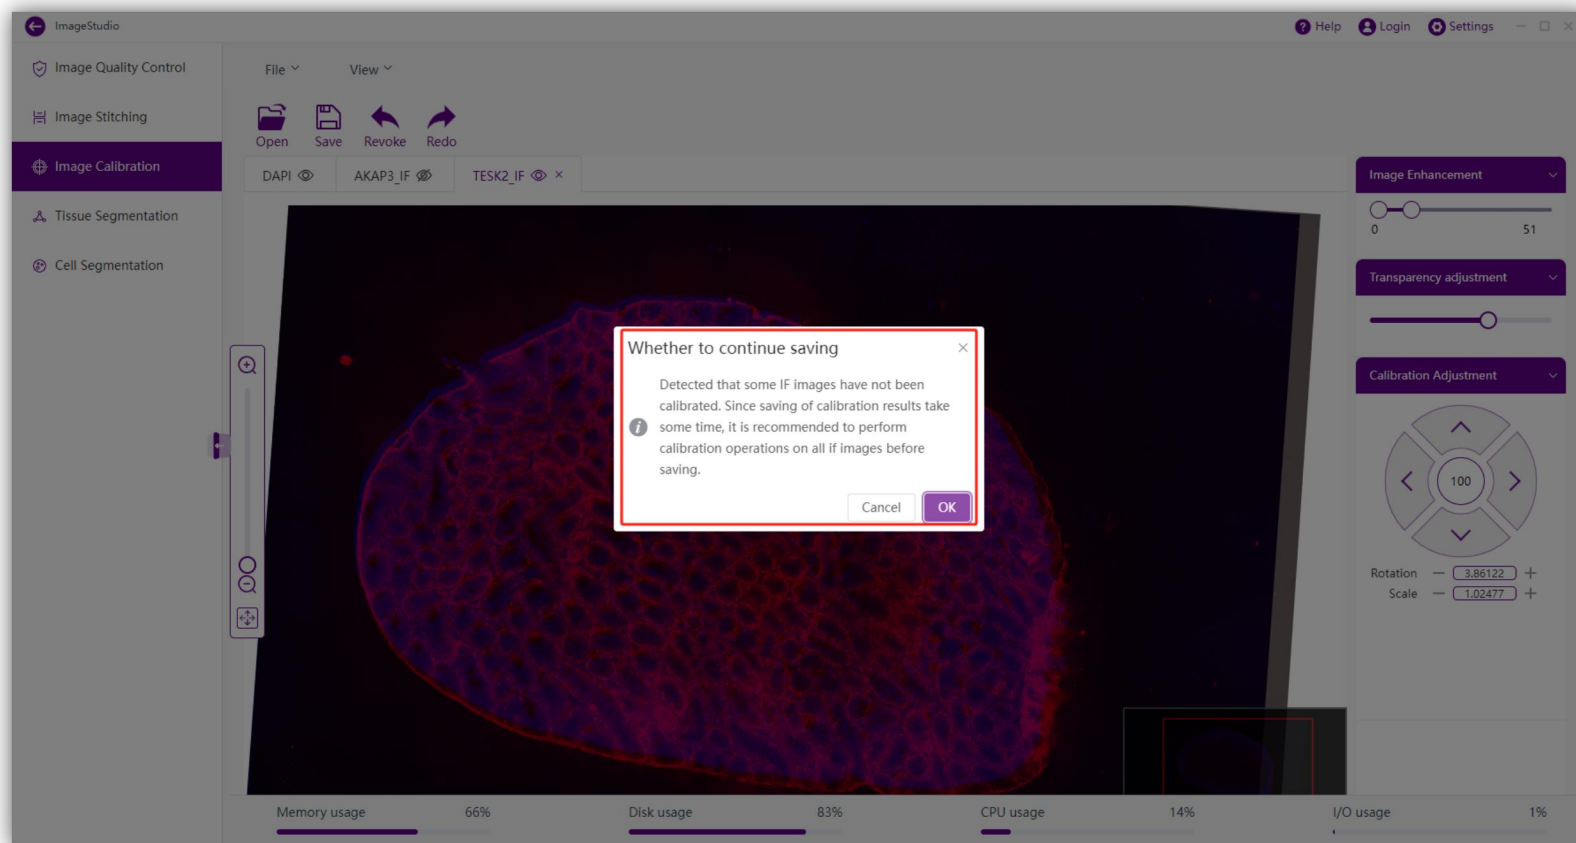 ImageStudio
Help Login Settings
Image Quality Control
Image Stitching
Image Calibration
Tissue Segmentation
Cell Segmentation
File View
Open Save Revoke Redo
DAPI AKAP3_IF TESK2_IF
Whether to continue saving
Detected that some IF images have not been
calibrated. Since saving of calibration results take
some time, it is recommended to perform
calibration operations on all if images before
saving.
Cancel OK
Image Enhancement
0 51
Transparency adjustment
Calibration Adjustment
100
Rotation 3.86122
Scale 1.02477
Memory usage 66% Disk usage 83% CPU usage 14% I/O usage 1%